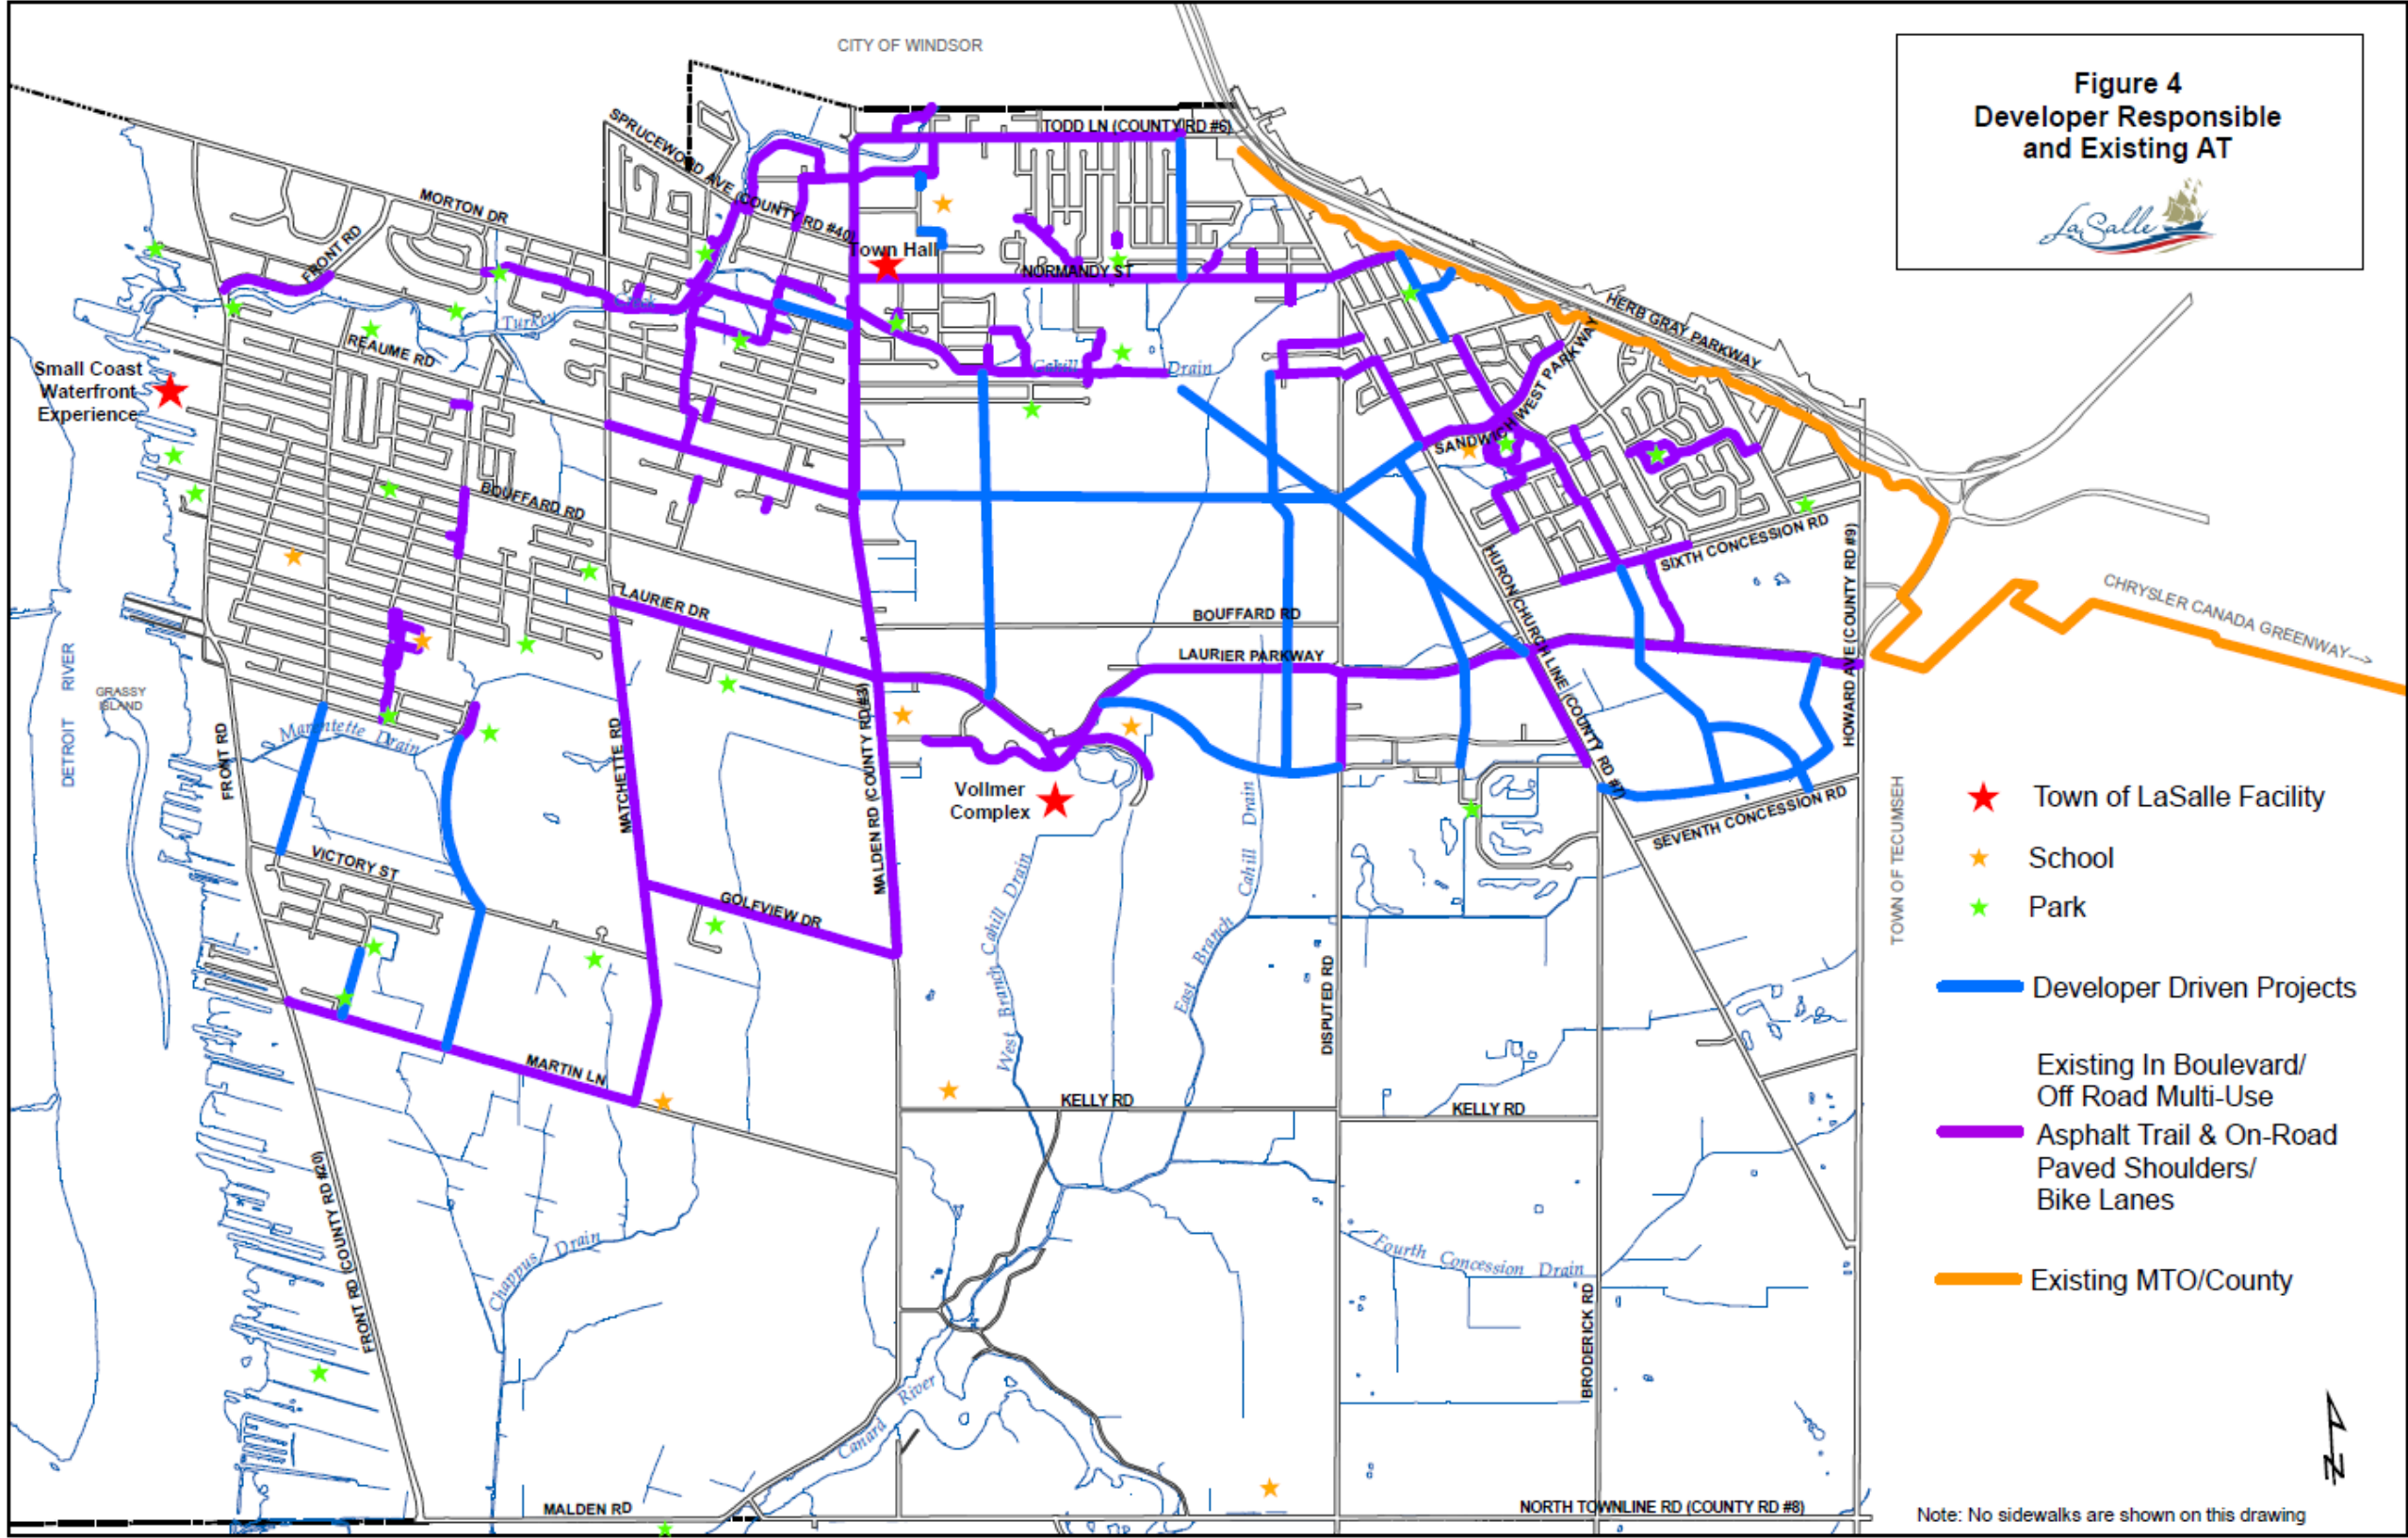 CITY OF WINDSOR
Figure 4
Developer Responsible
and Existing AT
LaSalle
TODD LN (COUNTY RD #6)
SPRUCEWOOD AVE (COUNTY RD #40)
MORTON DR
FRONT RD
Town Hall
NORMANDY ST
HERB GRAY PARKWAY
Turkey
REAUME RD
Cahill
Drain
Small Coast
Waterfront
Experience
SANDWICH WEST PARKWAY
BOUFFARD RD
SIXTH CONCESSION RD
HOWARD AVE (COUNTY RD #9)
HURON CHURCH LINE (COUNTY RD #7)
CHRYSLER CANADA GREENWAY--->
LAURIER DR
BOUFFARD RD
LAURIER PARKWAY
DETROIT RIVER
GRASSY
ISLAND
Marentette Drain
FRONT RD
MATCHETTE RD
MALDEN RD (COUNTY RD #3)
Vollmer
Complex
SEVENTH CONCESSION RD
TOWN OF TECUMSEH
Town of LaSalle Facility
School
Park
VICTORY ST
GOLFVIEW DR
West Branch Cahill Drain
East Branch Cahill Drain
DISPUTED RD
Developer Driven Projects
Existing In Boulevard/
Off Road Multi-Use
Asphalt Trail & On-Road
Paved Shoulders/
Bike Lanes
MARTIN LN
KELLY RD
KELLY RD
FRONT RD (COUNTY RD #20)
Chappus Drain
Fourth Concession Drain
Existing MTO/County
BRODERICK RD
Canard River
MALDEN RD
NORTH TOWNLINE RD (COUNTY RD #8)
N
Note: No sidewalks are shown on this drawing